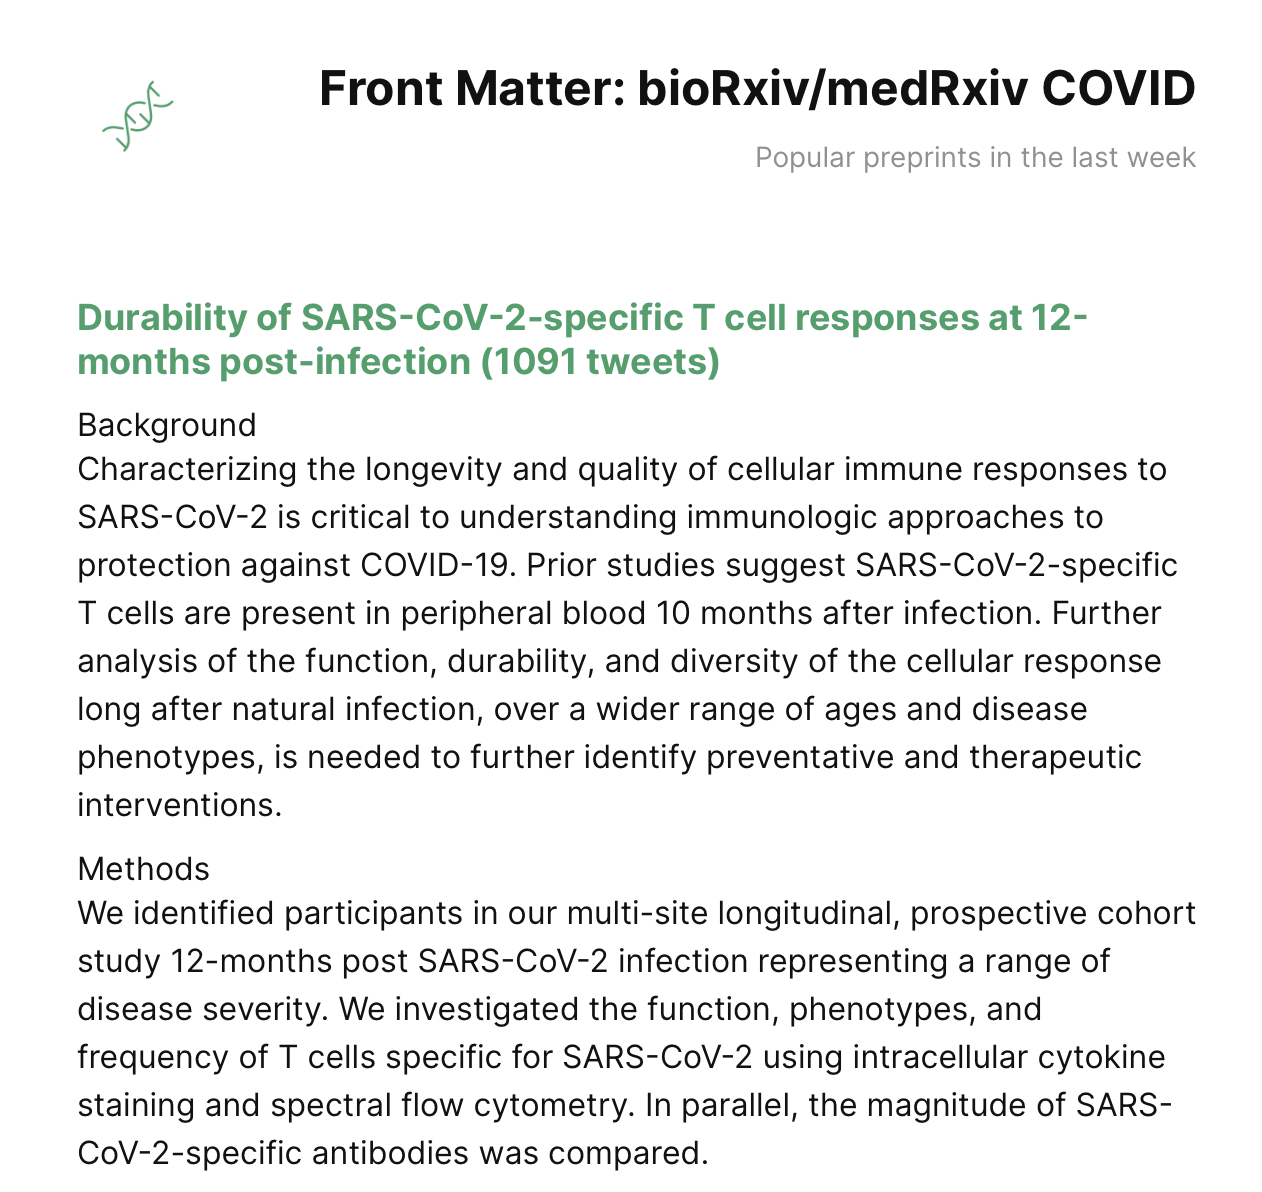 Front Matter: bioRxiv/medRxiv COVID
Popular preprints in the last week
Durability of SARS-CoV-2-specific T cell responses at 12-
months post-infection (1091 tweets)
Background
Characterizing the longevity and quality of cellular immune responses to
SARS-CoV-2 is critical to understanding immunologic approaches to
protection against COVID-19. Prior studies suggest SARS-CoV-2-specific
T cells are present in peripheral blood 10 months after infection. Further
analysis of the function, durability, and diversity of the cellular response
long after natural infection, over a wider range of ages and disease
phenotypes, is needed to further identify preventative and therapeutic
interventions.
Methods
We identified participants in our multi-site longitudinal, prospective cohort
study 12-months post SARS-CoV-2 infection representing a range of
disease severity. We investigated the function, phenotypes, and
frequency of T cells specific for SARS-CoV-2 using intracellular cytokine
staining and spectral flow cytometry. In parallel, the magnitude of SARS-
CoV-2-specific antibodies was compared.